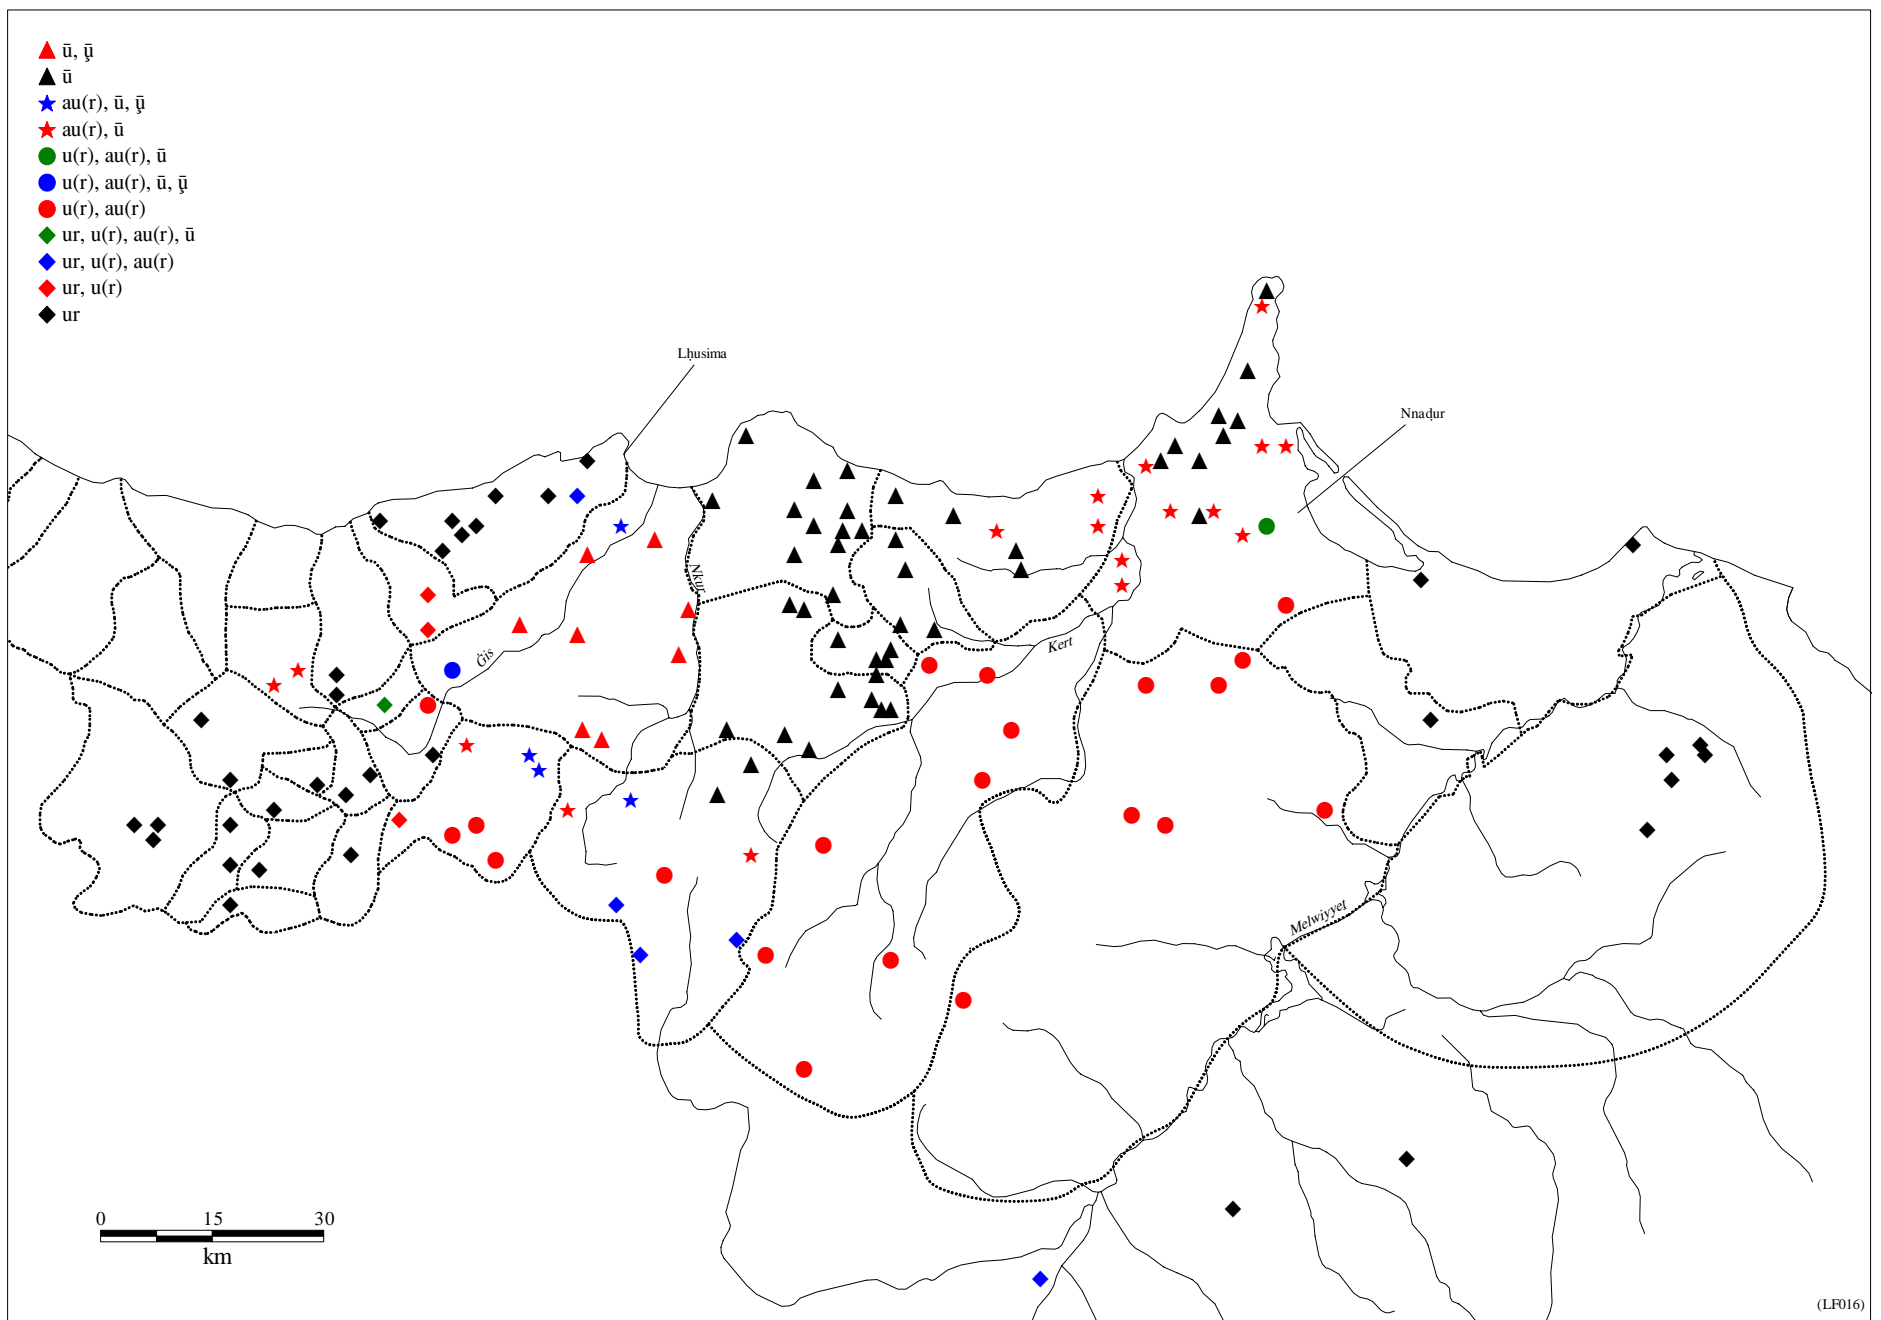 ū, ū̧
ū
au(r), ū, ū̧
au(r), ū
u(r), au(r), ū
u(r), au(r), ū, ū̧
u(r), au(r)
ur, u(r), au(r), ū
ur, u(r), au(r)
ur, u(r)
ur
Lḥusima
Nnaḍur
Nkur
Ġis
Kert
Melwiyyet
0 15 30
km
(LF016)